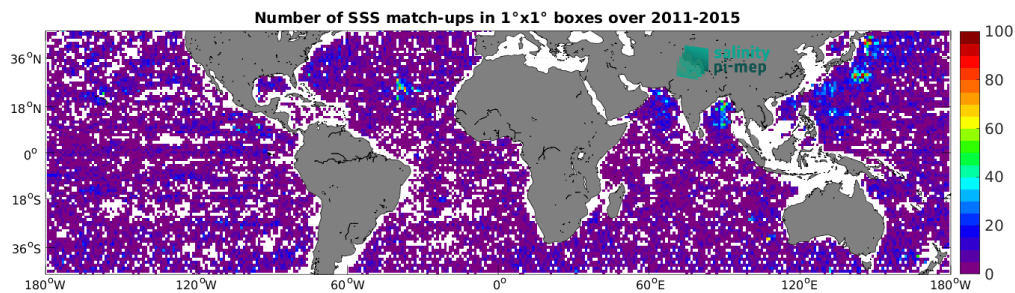 Number of SSS match-ups in 1°x1° boxes over 2011-2015
salinity
pi-mep
36°N
18°N
0°
18°S
36°S
180°W
120°W
60°W
0°
60°E
120°E
180°W
100
80
60
40
20
0